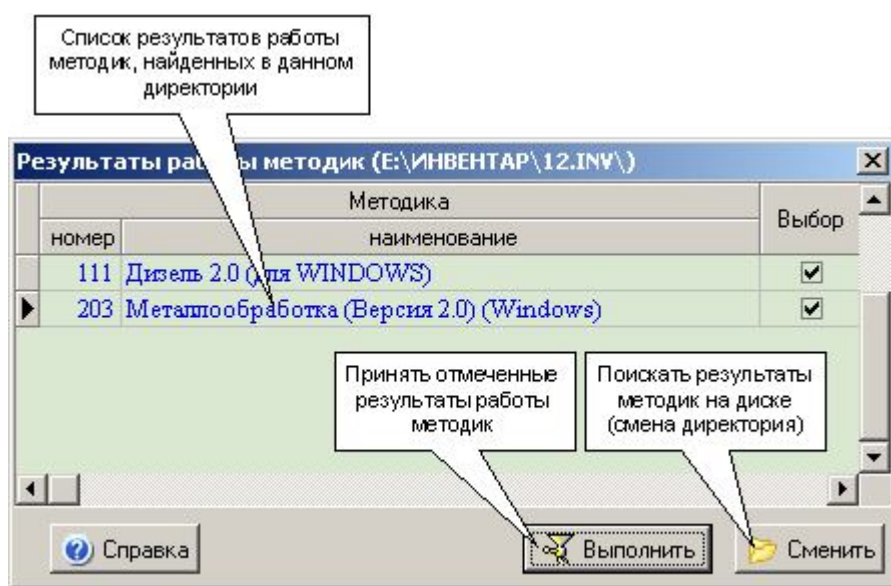 Список результатов работы
методик, найденных в данном
директории
Результаты работы методик (E:\ИНВЕНТАР\12.INV\)
Методика
Выбор
номер
наименование
111 Дизель 2.0 (для WINDOWS)
203 Металлообработка (Версия 2.0) (Windows)
Принять отмеченные
результаты работы
методик
Поискать результаты
методик на диске
(смена директория)
Справка
Выполнить
Сменить